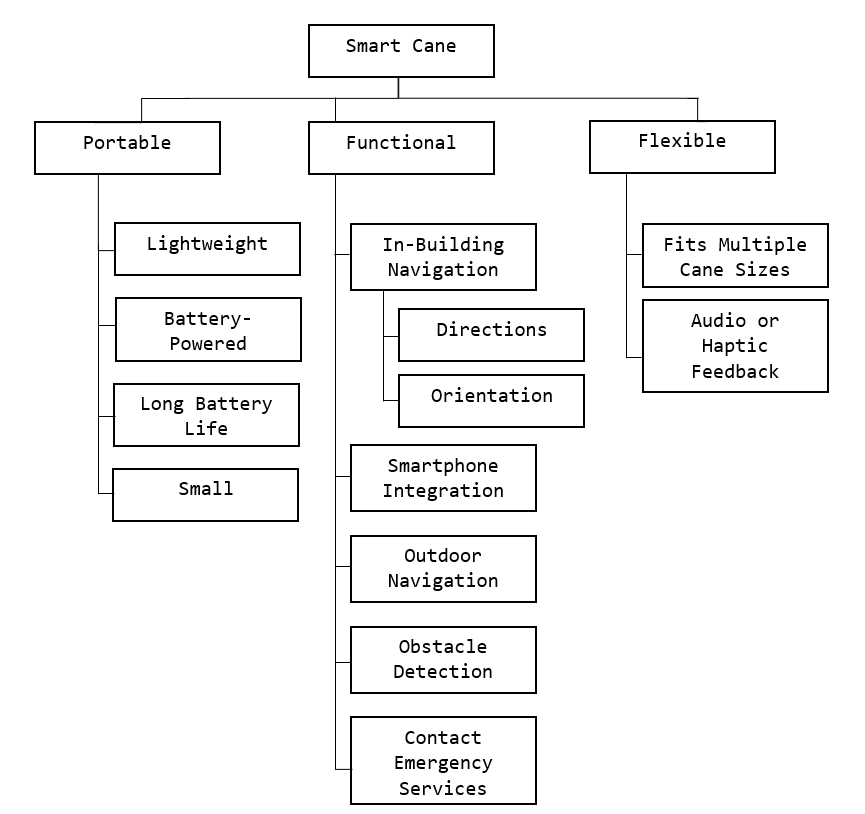 Smart Cane
Portable
Functional
Flexible
Lightweight
Battery-
Powered
Long Battery
Life
Small
In-Building
Navigation
Directions
Orientation
Smartphone
Integration
Outdoor
Navigation
Obstacle
Detection
Contact
Emergency
Services
Fits Multiple
Cane Sizes
Audio or
Haptic
Feedback